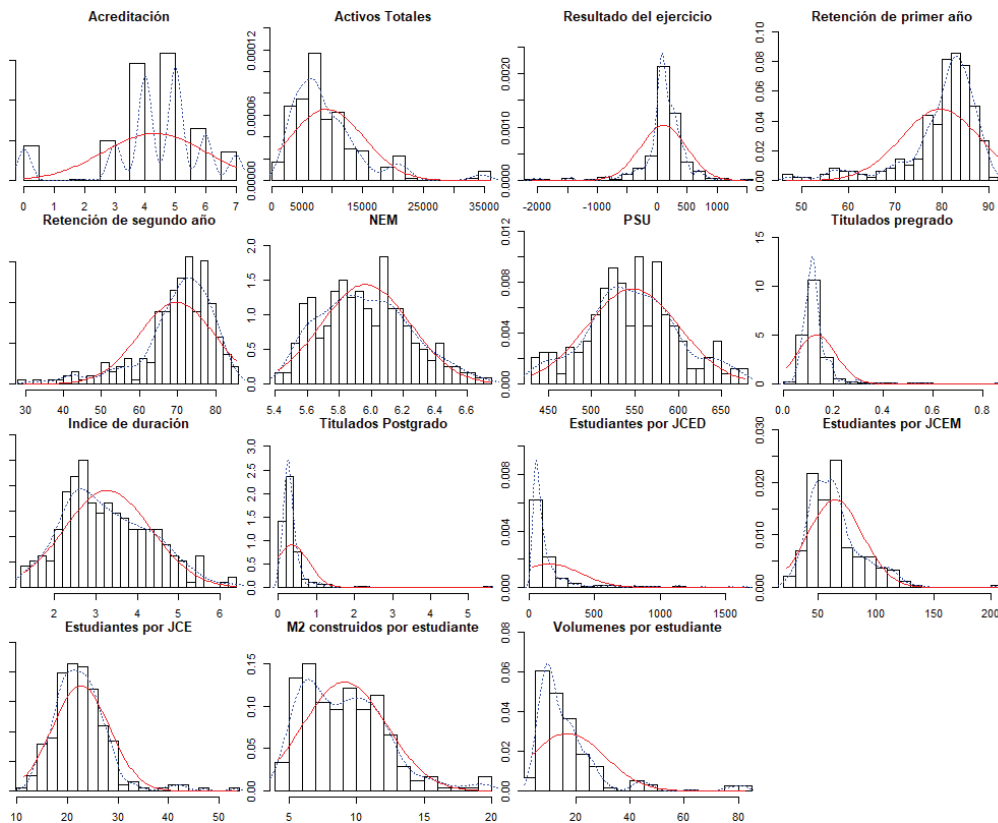 Acreditación
Activos Totales
Resultado del ejercicio
Retención de primer año
0.00000 0.00006 0.00012
0.0000 0.0010 0.0020
0.00 0.02 0.04 0.06 0.08 0.10
0 1 2 3 4 5 6 7
0 5000 15000 25000 35000
-2000 -1000 0 500 1000
50 60 70 80 90
Retención de segundo año
NEM
PSU
Titulados pregrado
0.0 0.5 1.0 1.5 2.0
0.000 0.004 0.008 0.012
0 5 10 15
30 40 50 60 70 80
5.4 5.6 5.8 6.0 6.2 6.4 6.6
450 500 550 600 650
0.0 0.2 0.4 0.6 0.8
Indice de duración
Titulados Postgrado
Estudiantes por JCED
Estudiantes por JCEM
0.0 0.5 1.0 1.5 2.0 2.5 3.0
0.000 0.004 0.008
0.000 0.010 0.020 0.030
2 3 4 5 6
0 1 2 3 4 5
0 500 1000 1500
50 100 150 200
Estudiantes por JCE
M2 construidos por estudiante
Volumenes por estudiante
0.00 0.05 0.10 0.15
0.00 0.02 0.04 0.06 0.08
10 20 30 40 50
5 10 15 20
0 20 40 60 80